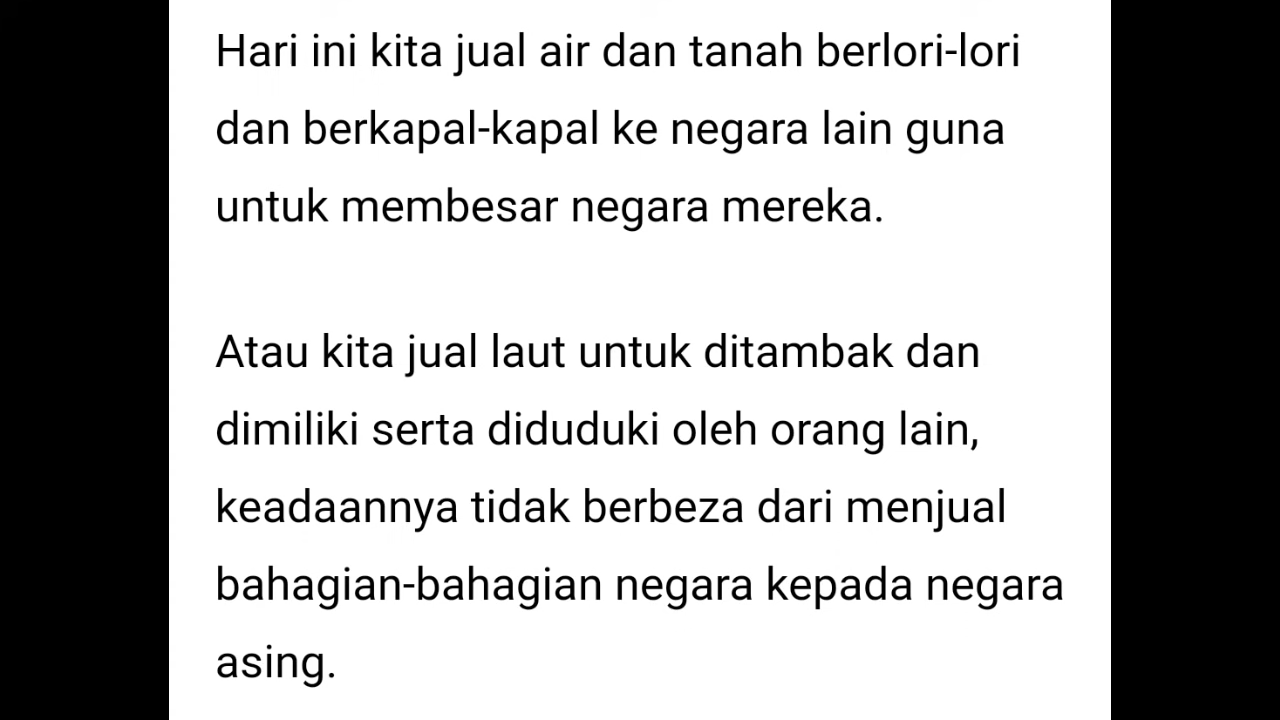 Hari ini kita jual air dan tanah berlori-lori
dan berkapal-kapal ke negara lain guna
untuk membesar negara mereka.
Atau kita jual laut untuk ditambak dan
dimiliki serta diduduki oleh orang lain,
keadaannya tidak berbeza dari menjual
bahagian-bahagian negara kepada negara
asing.